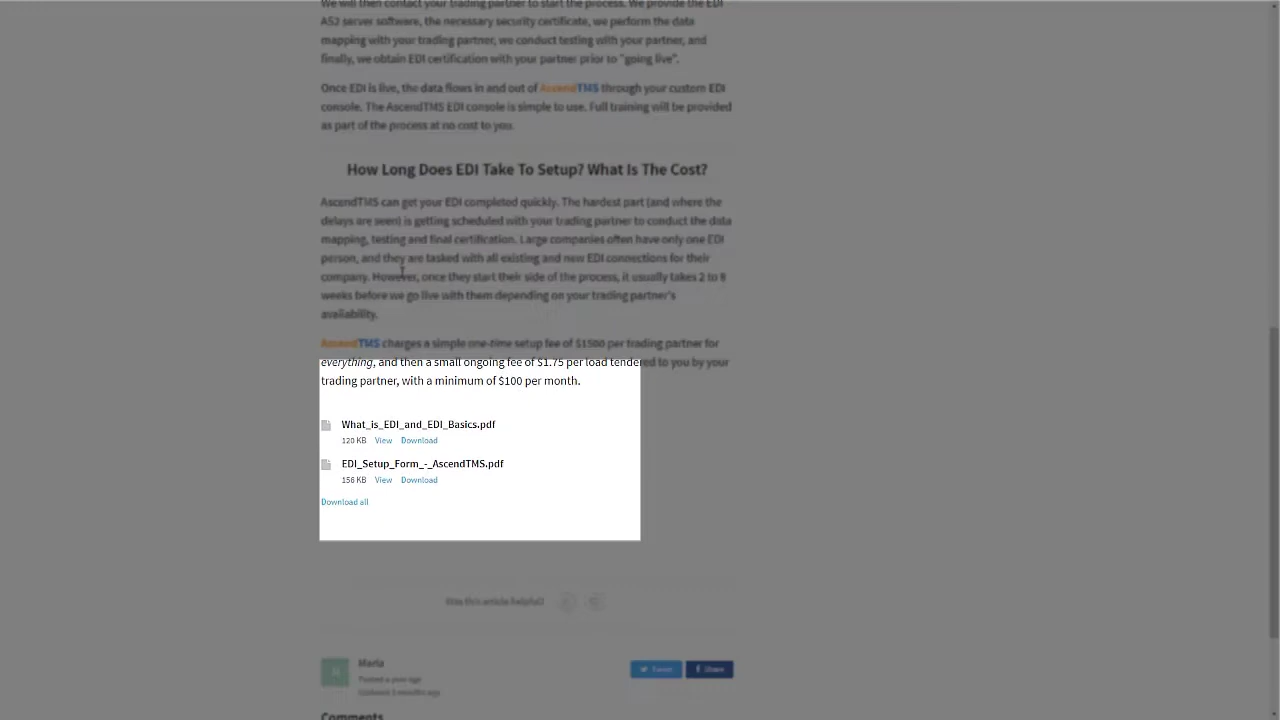 We will then contact your trading partner to start the process. We provide the EDI
AS2 server software, the necessary security certificate, we perform the data
mapping with your trading partner, we conduct testing with your partner, and
finally, we obtain EDI certification with your partner prior to "going live".
Once EDI is live, the data flows in and out of AscendTMS through your custom EDI
console. The AscendTMS EDI console is simple to use. Full training will be provided
as part of the process at no cost to you.
How Long Does EDI Take To Setup? What Is The Cost?
AscendTMS can get your EDI completed quickly. The hardest part (and where the
delays are seen) is getting scheduled with your trading partner to conduct the data
mapping, testing and final certification. Large companies often have only one EDI
person, and they are tasked with all existing and new EDI connections for their
company. However, once they start their side of the process, it usually takes 2 to 8
weeks before we go live with them depending on your trading partner's
availability.
AscendTMS charges a simple one-time setup fee of $1500 per trading partner for
everything, and then a small ongoing fee of $1.75 per load tendered to you by your
trading partner, with a minimum of $100 per month.
What_is_EDI_and_EDI_Basics.pdf
120 KB View Download
EDI_Setup_Form_-_AscendTMS.pdf
156 KB View Download
Download all
Was this article helpful?
Maria
Posted a year ago
Updated 3 months ago
Tweet
Share
Comments